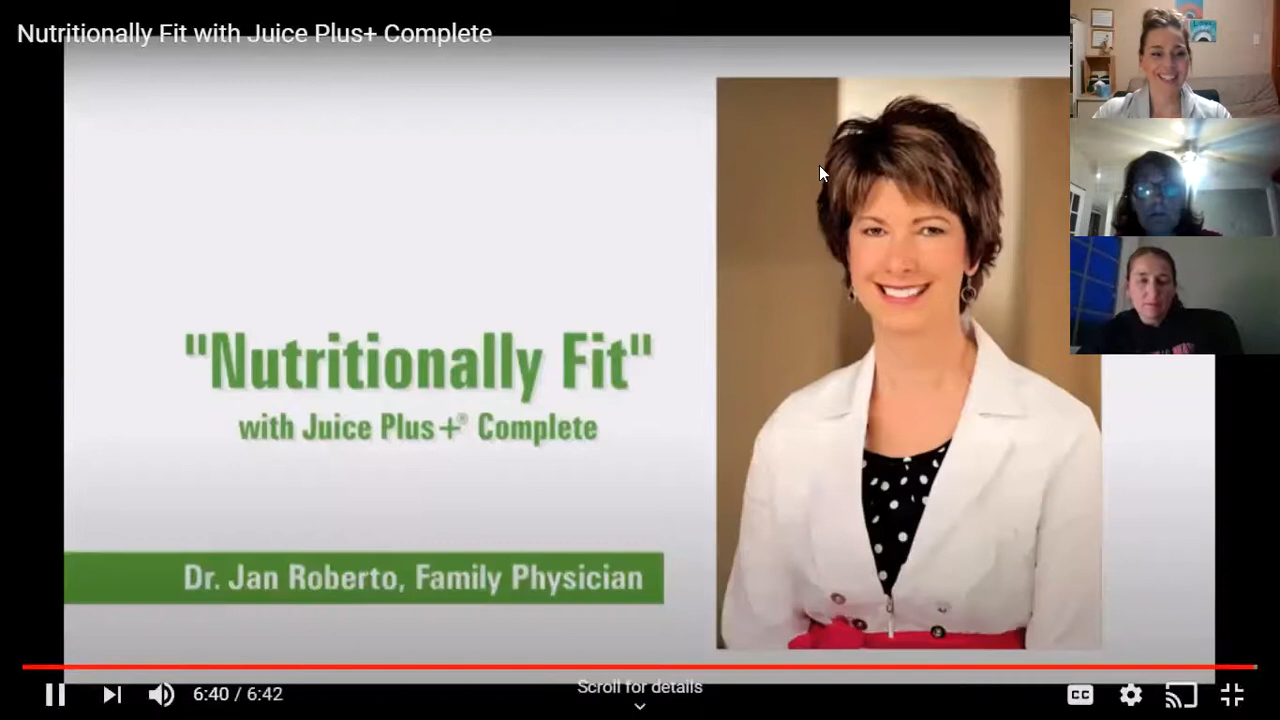 Nutritionally Fit with Juice Plus+ Complete
"Nutritionally Fit"
with Juice Plus+® Complete
Dr. Jan Roberto, Family Physician
6:40 / 6:42
Scroll for details
CC